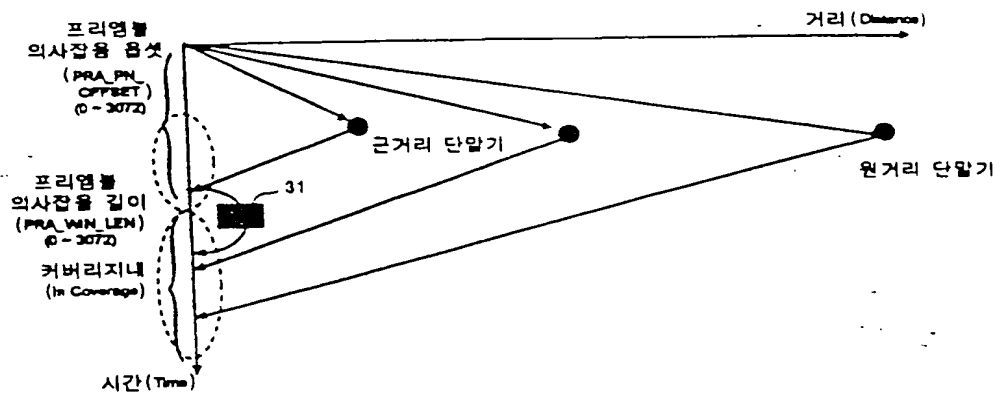 프리엠블
의사잡음 옵셋
(PRA_PN_
OFFSET)
(0 ~ 3072)
거리 (Distance)
근거리 단말기
원거리 단말기
31
프리엠블
의사잡음 길이
(PRA_WIN_LEN)
(0 ~ 3072)
커버리지내
(In Coverage)
시간 (Time)